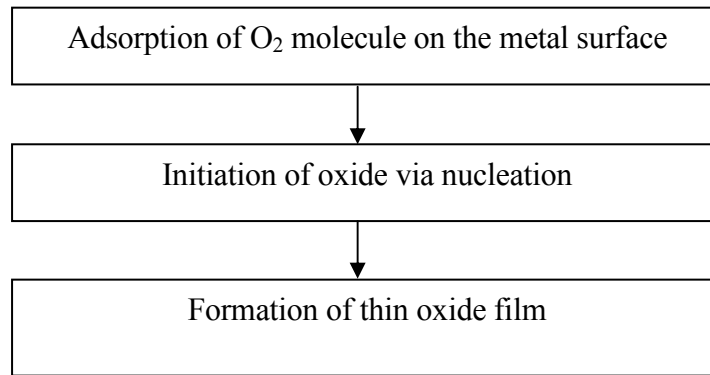 Adsorption of O₂ molecule on the metal surface
Initiation of oxide via nucleation
Formation of thin oxide film